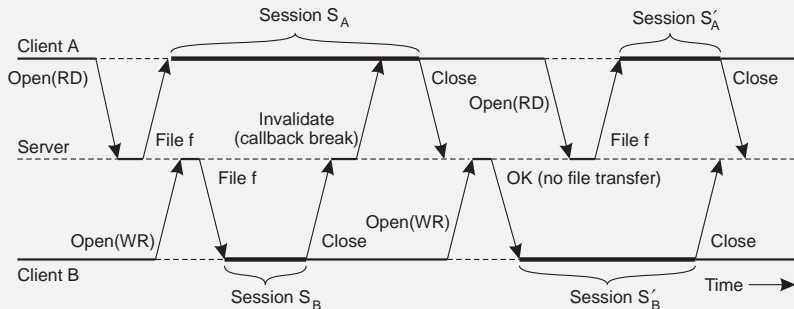 Session S_A
Session S′_A
Client A
Open(RD)
Close
Open(RD)
Close
Invalidate
(callback break)
File f
File f
Server
File f
OK (no file transfer)
Open(WR)
Close
Open(WR)
Close
Client B
Time
Session S_B
Session S′_B